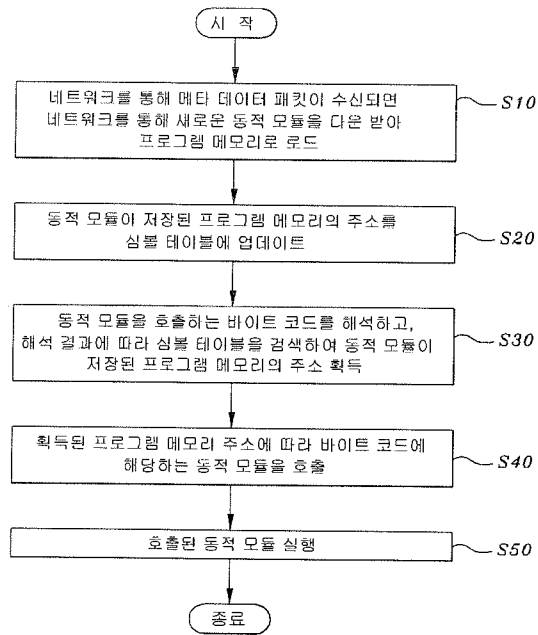 시 작
네트워크를 통해 메타 데이터 패킷이 수신되면
네트워크를 통해 새로운 동적 모듈을 다운 받아
프로그램 메모리로 로드
S10
동적 모듈이 저장된 프로그램 메모리의 주소를
심볼 테이블에 업데이트
S20
동적 모듈을 호출하는 바이트 코드를 해석하고,
해석 결과에 따라 심볼 테이블을 검색하여 동적 모듈이
저장된 프로그램 메모리의 주소 획득
S30
획득된 프로그램 메모리 주소에 따라 바이트 코드에
해당하는 동적 모듈을 호출
S40
호출된 동적 모듈 실행
S50
종료